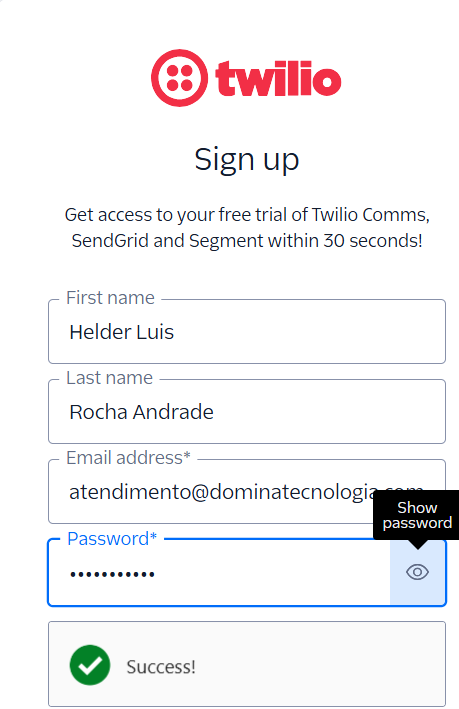 twilio
Sign up
Get access to your free trial of Twilio Comms,
SendGrid and Segment within 30 seconds!
First name
Helder Luis
Last name
Rocha Andrade
Email address*
atendimento@dominatecnologia.com
Show
password
Password*
•••••••••••
Success!